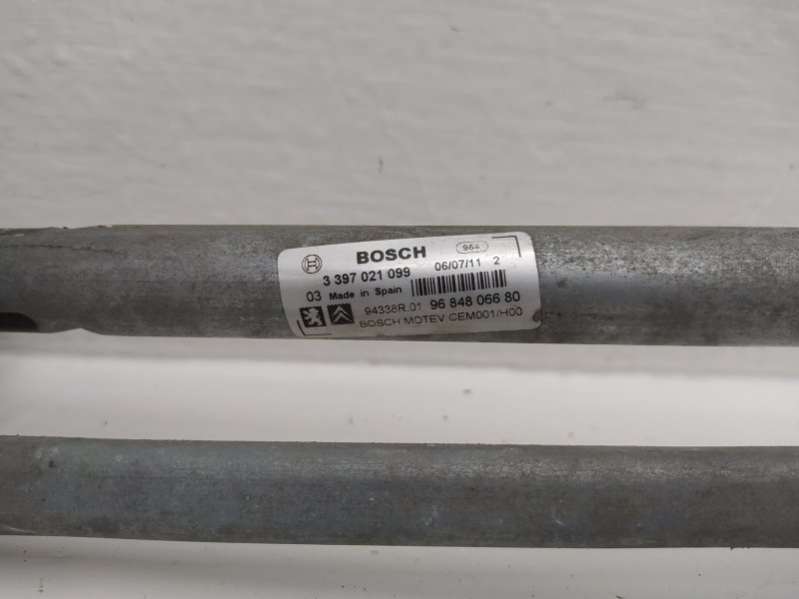 BOSCH 984
3 397 021 099 06/07/11 2
03 Made in Spain
94338R.01 96 848 066 80
BOSCH MOTEV CEM001/H00